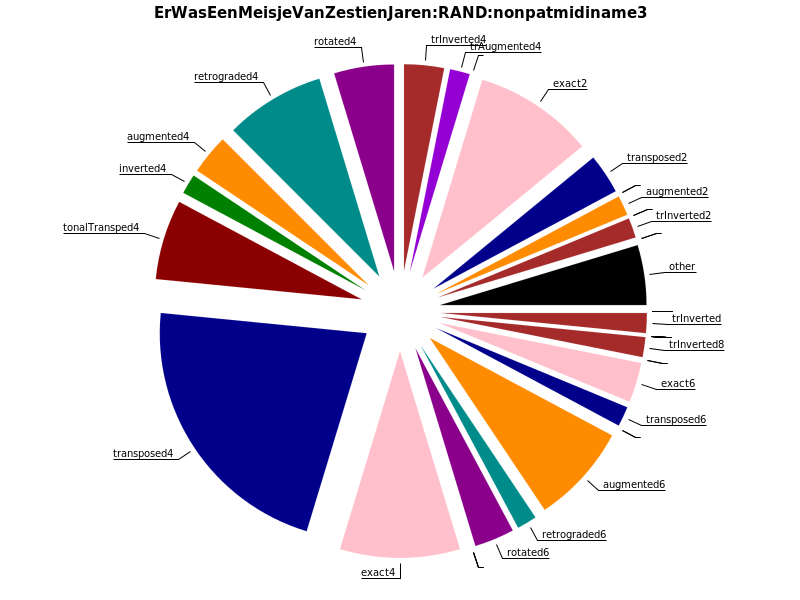 ErWasEenMeisjeVanZestienJaren:RAND:nonpatmidiname3
rotated4
trInverted4
trAugmented4
retrograded4
exact2
augmented4
transposed2
inverted4
augmented2
trInverted2
tonalTransped4
other
trInverted
trInverted8
exact6
transposed6
transposed4
augmented6
retrograded6
rotated6
exact4